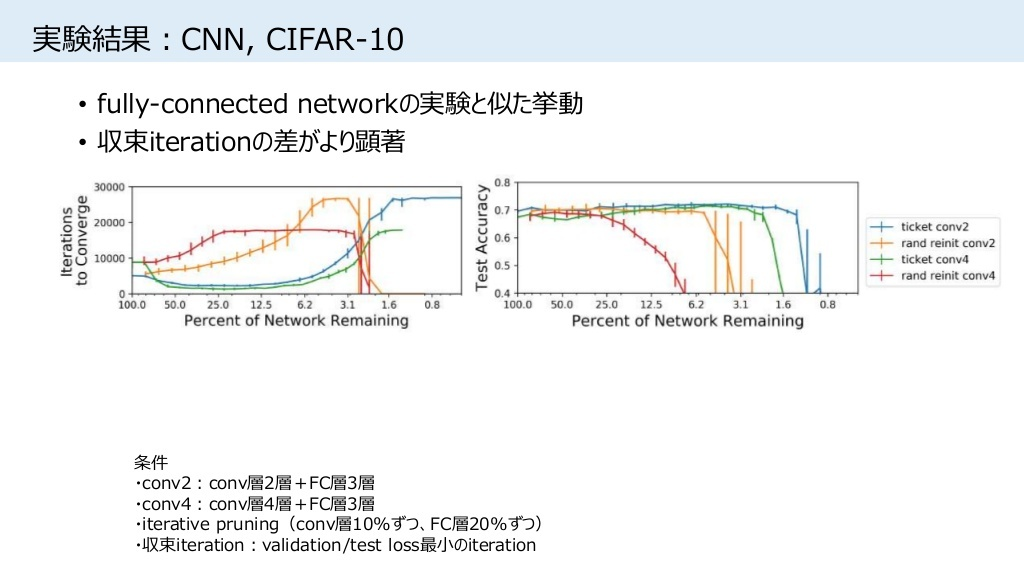 実験結果：CNN, CIFAR-10
• fully-connected networkの実験と似た挙動
• 収束iterationの差がより顕著
30000
20000
10000
0
Iterations
to Converge
100.0 50.0 25.0 12.5 6.2 3.1 1.6 0.8
Percent of Network Remaining
0.8
0.7
0.6
0.5
0.4
Test Accuracy
100.0 50.0 25.0 12.5 6.2 3.1 1.6 0.8
Percent of Network Remaining
ticket conv2
rand reinit conv2
ticket conv4
rand reinit conv4
条件
・conv2：conv層2層＋FC層3層
・conv4：conv層4層＋FC層3層
・iterative pruning（conv層10%ずつ、FC層20%ずつ）
・収束iteration：validation/test loss最小のiteration